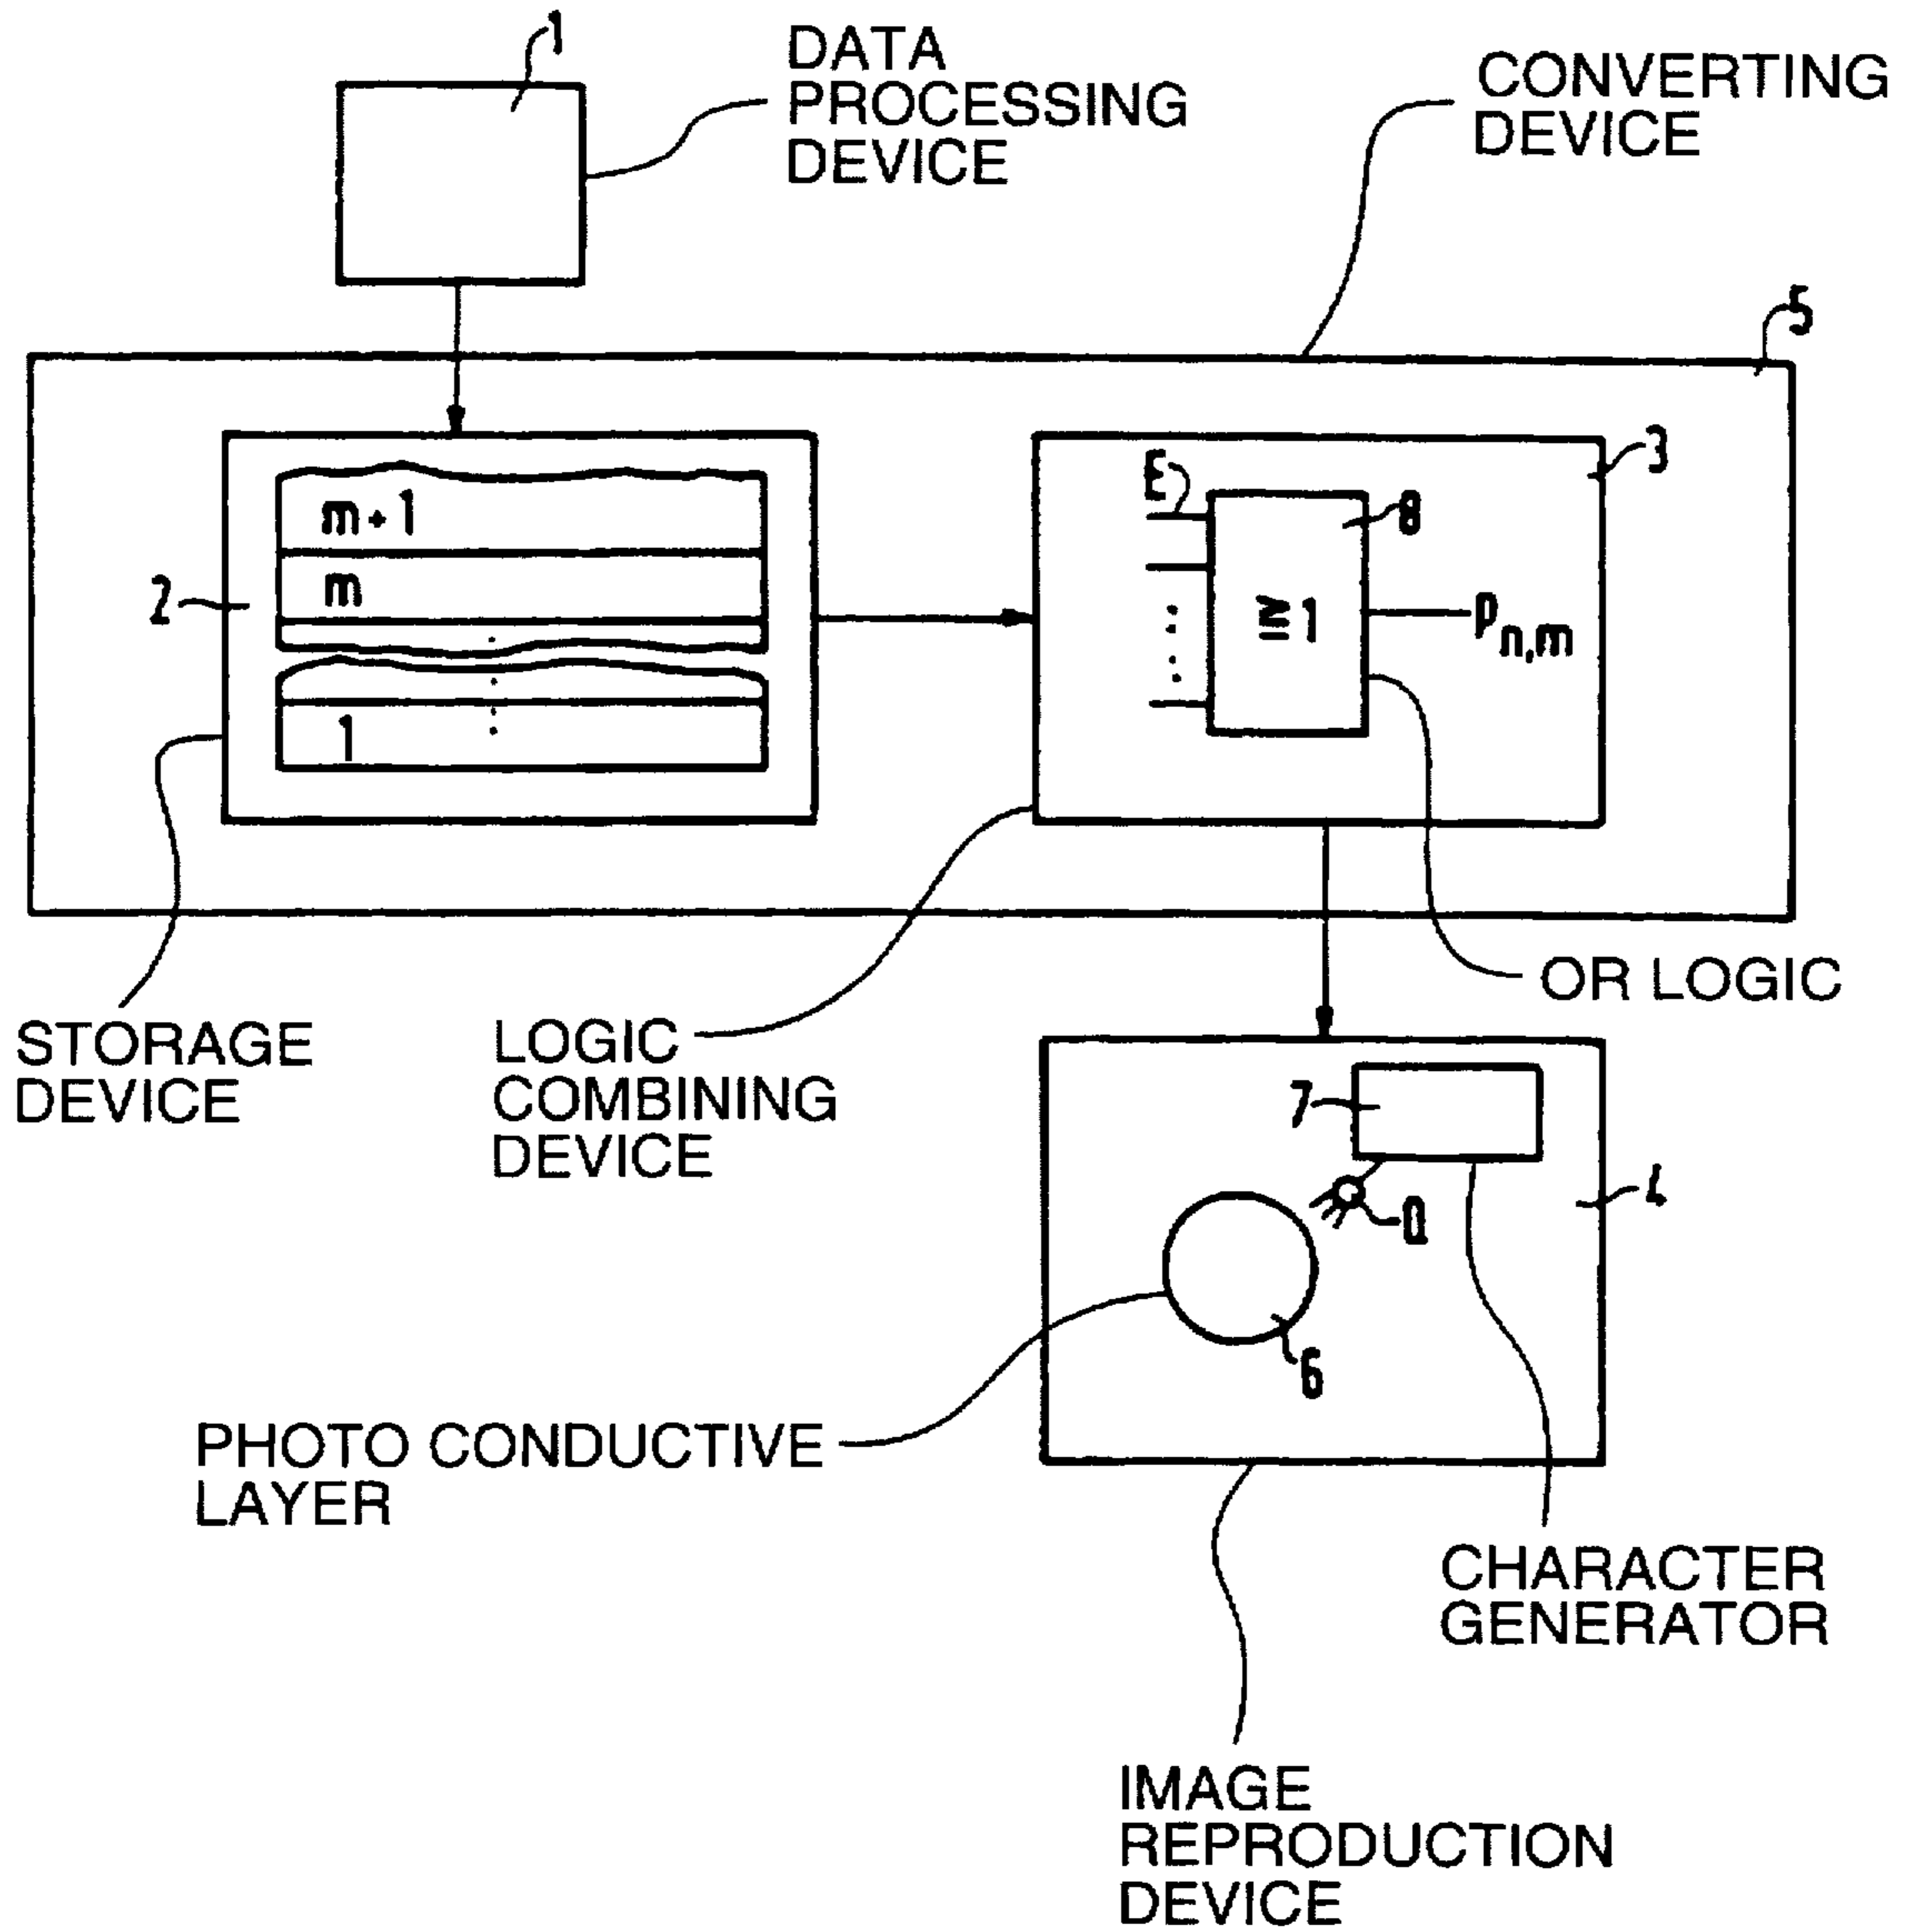 1
DATA
PROCESSING
DEVICE
CONVERTING
DEVICE
5
3
E
8
m+1
m
2
≥1
P n,m
1
OR LOGIC
STORAGE
DEVICE
LOGIC
COMBINING
DEVICE
7
4
Q
6
PHOTO CONDUCTIVE
LAYER
CHARACTER
GENERATOR
IMAGE
REPRODUCTION
DEVICE